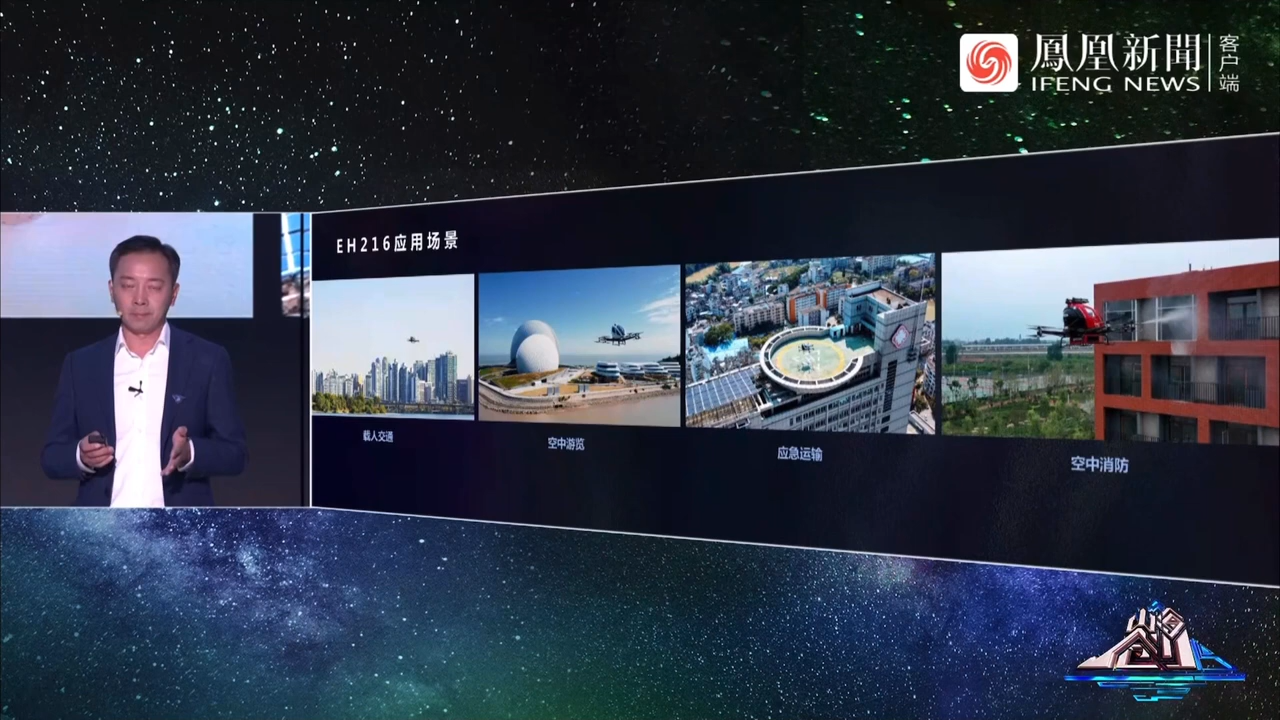 鳳凰新聞
IFENG NEWS
客户端
EH216应用场景
载人交通
空中游览
应急运输
空中消防